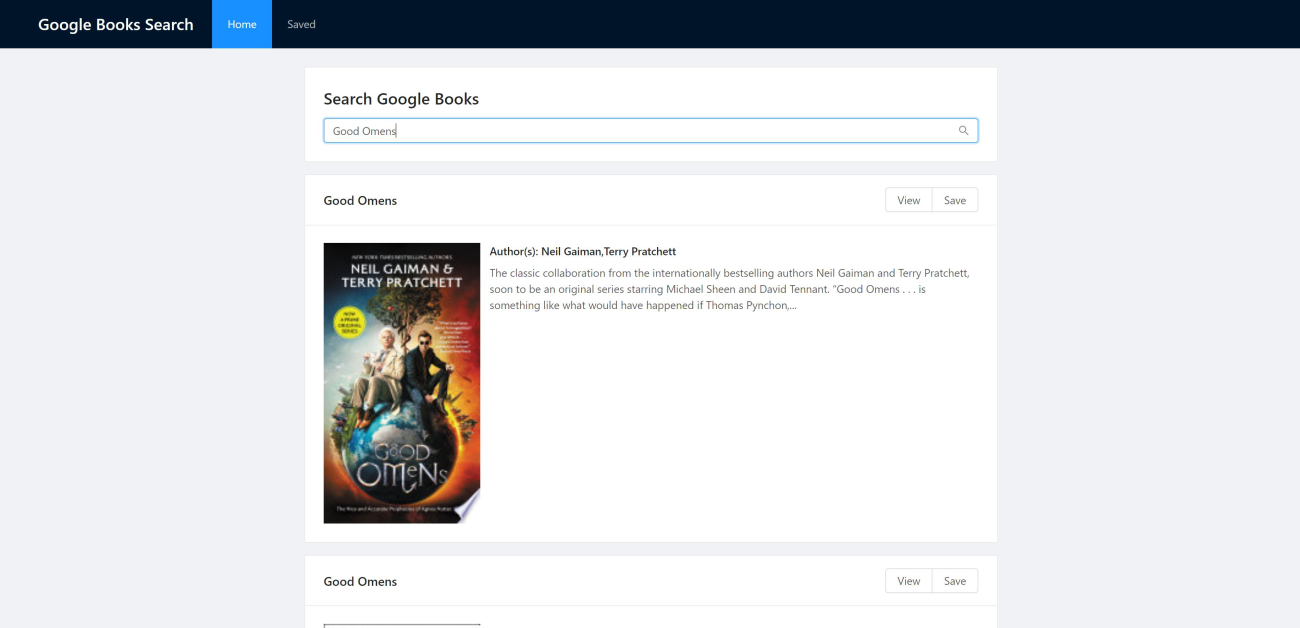 Google Books Search
Home
Saved
Search Google Books
Good Omens
Good Omens
View
Save
NEW YORK TIMES BESTSELLING AUTHORS
NEIL GAIMAN &
TERRY PRATCHETT
NOW
A PRIME
ORIGINAL
SERIES
GOOD
OMENS
The Nice and Accurate Prophecies of Agnes Nutter,
Author(s): Neil Gaiman,Terry Pratchett
The classic collaboration from the internationally bestselling authors Neil Gaiman and Terry Pratchett,
soon to be an original series starring Michael Sheen and David Tennant. “Good Omens . . . is
something like what would have happened if Thomas Pynchon,...
Good Omens
View
Save